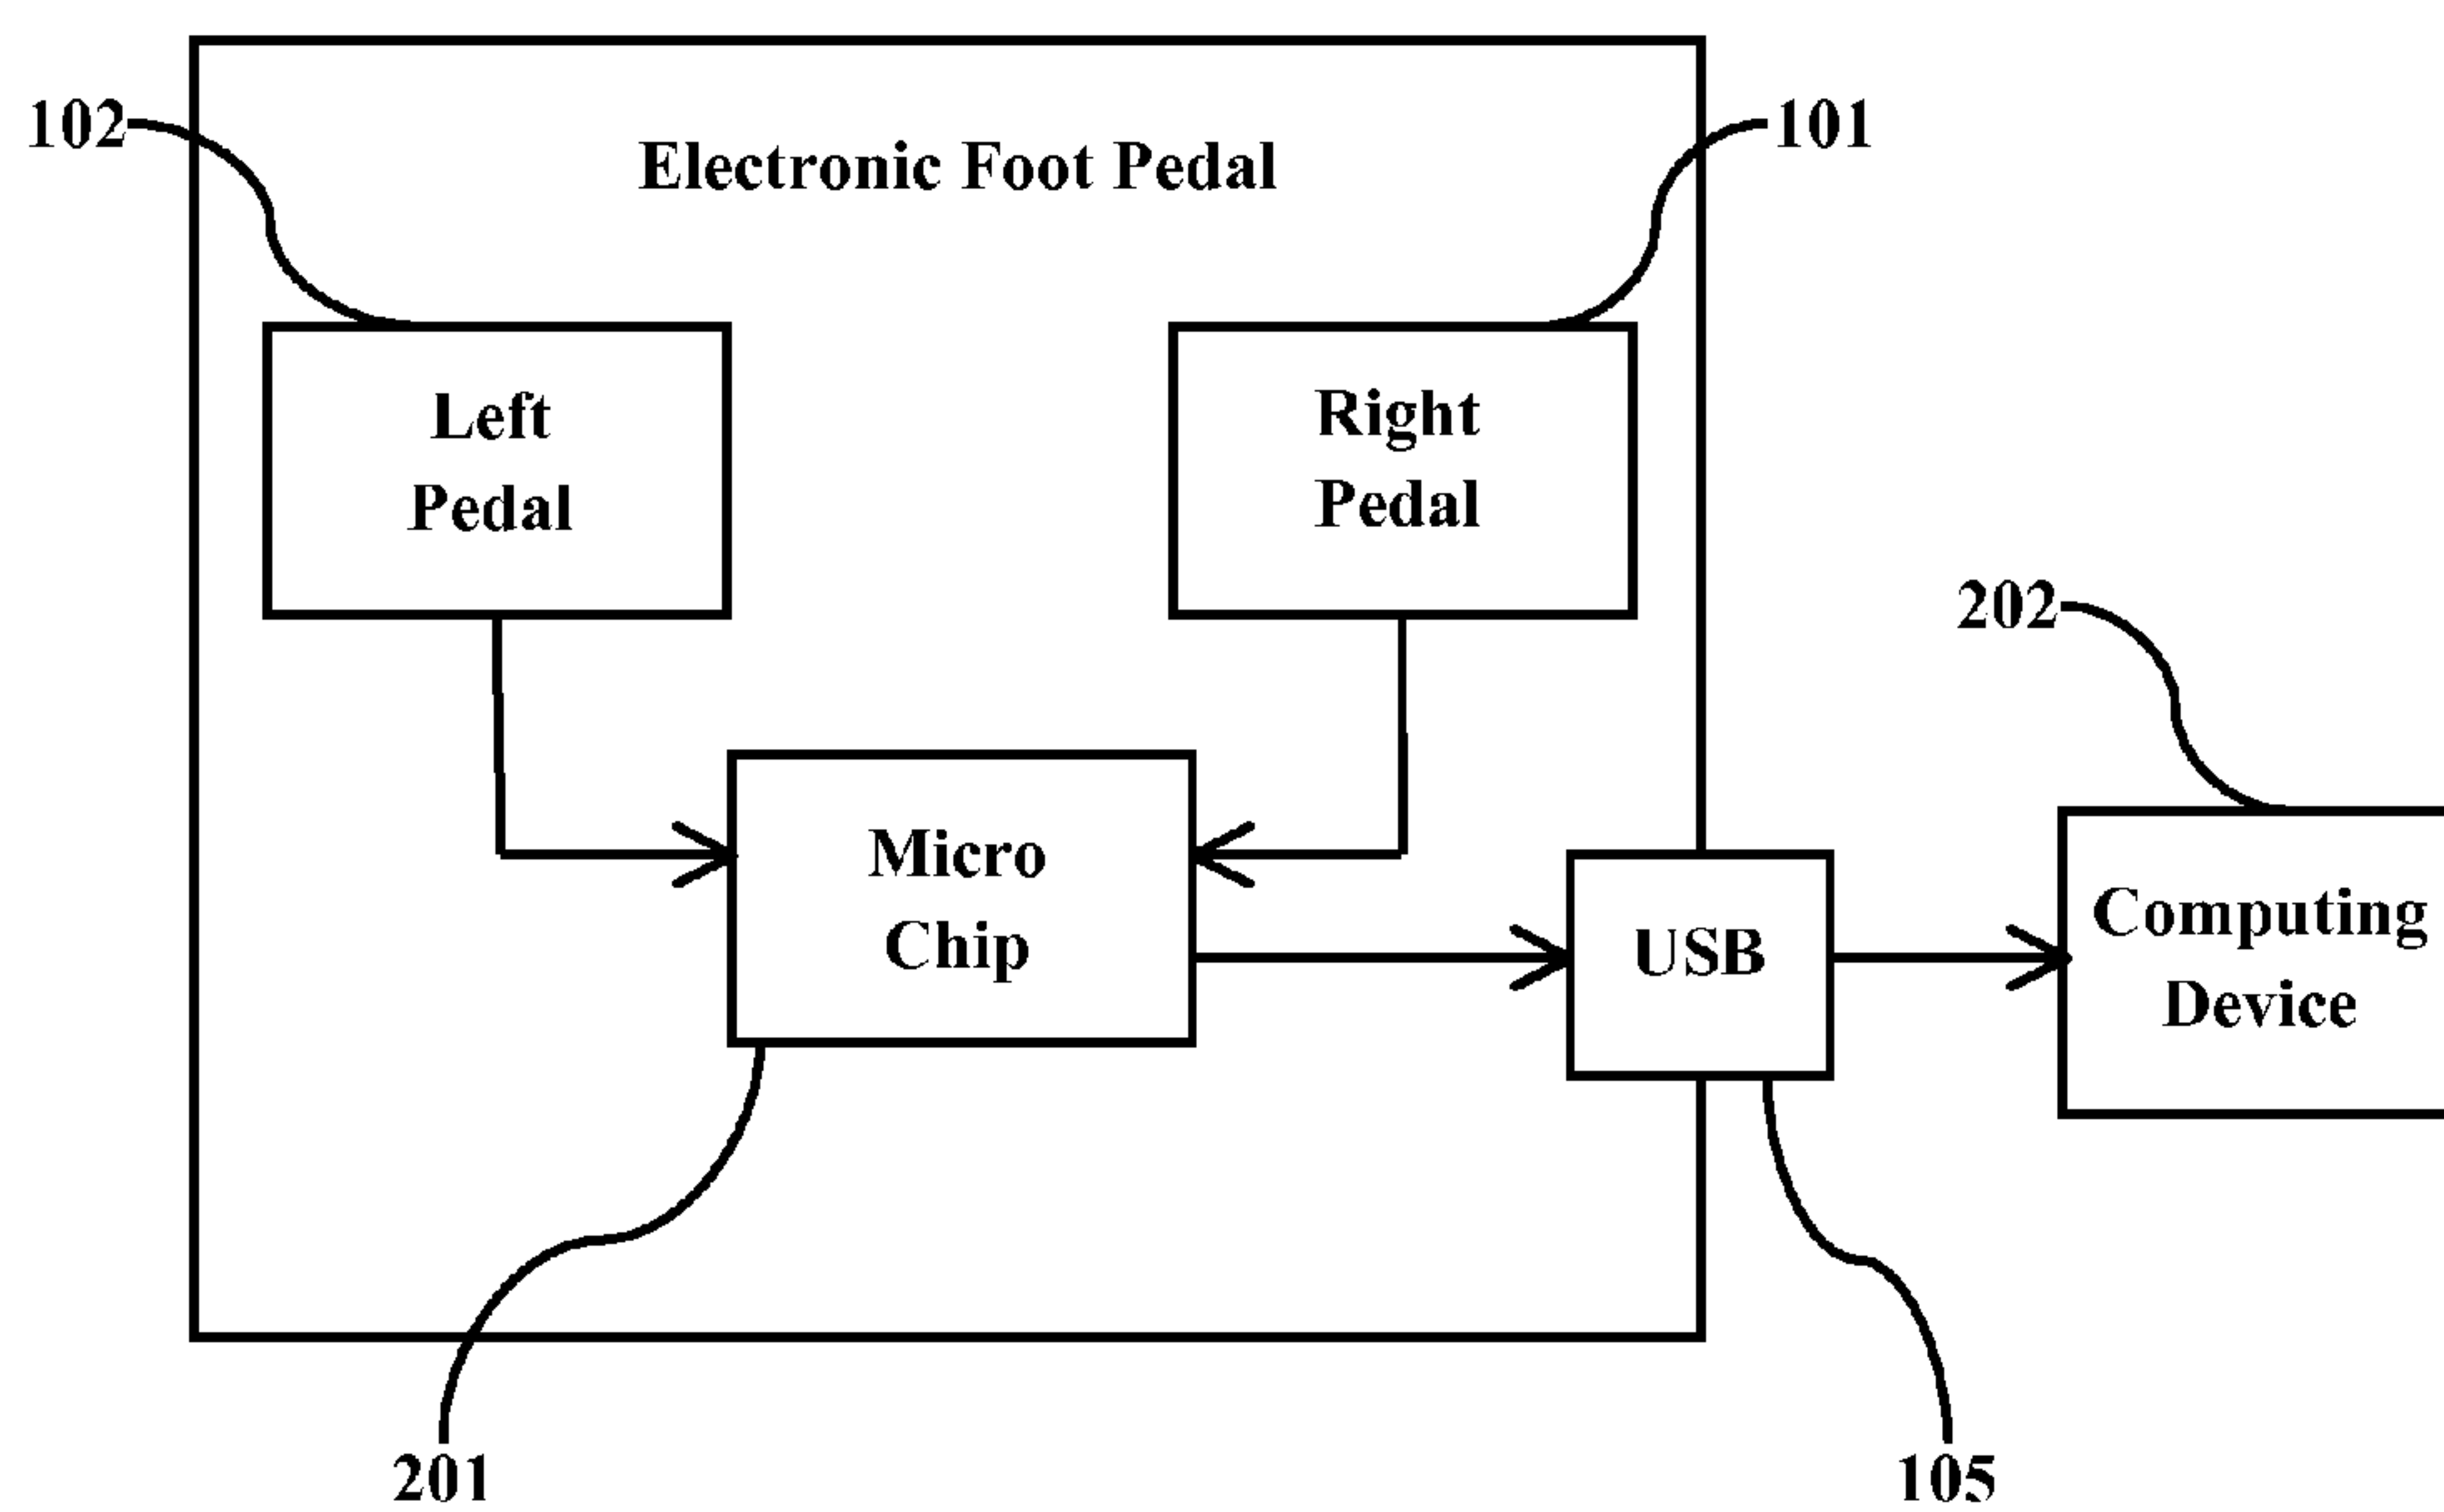 102
101
Electronic Foot Pedal
Left
Pedal
Right
Pedal
202
Micro
Chip
USB
Computing
Device
201
105